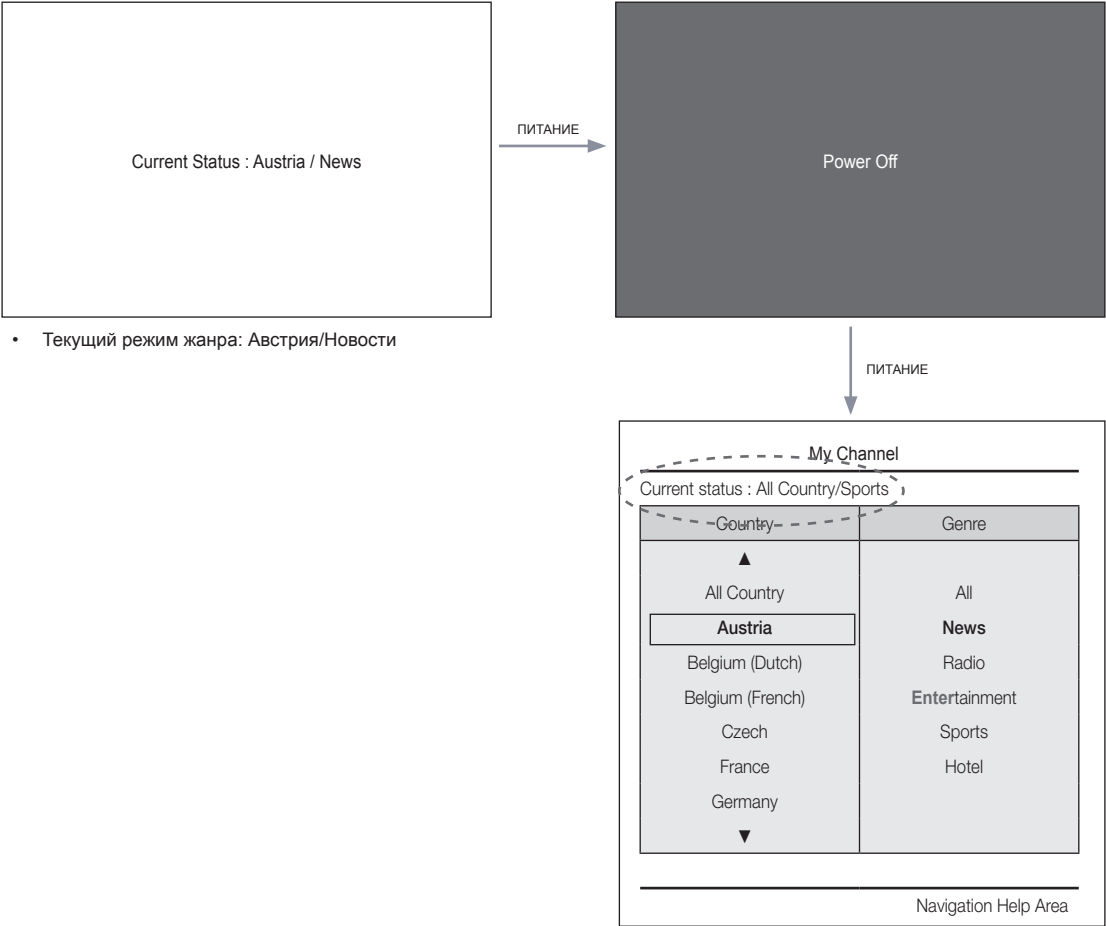 Current Status : Austria / News
ПИТАНИЕ
Power Off
• Текущий режим жанра: Австрия/Новости
ПИТАНИЕ
My Channel
Current status : All Country/Sports
Country Genre
▲
All Country All
Austria News
Belgium (Dutch) Radio
Belgium (French) Entertainment
Czech Sports
France Hotel
Germany
▼
Navigation Help Area